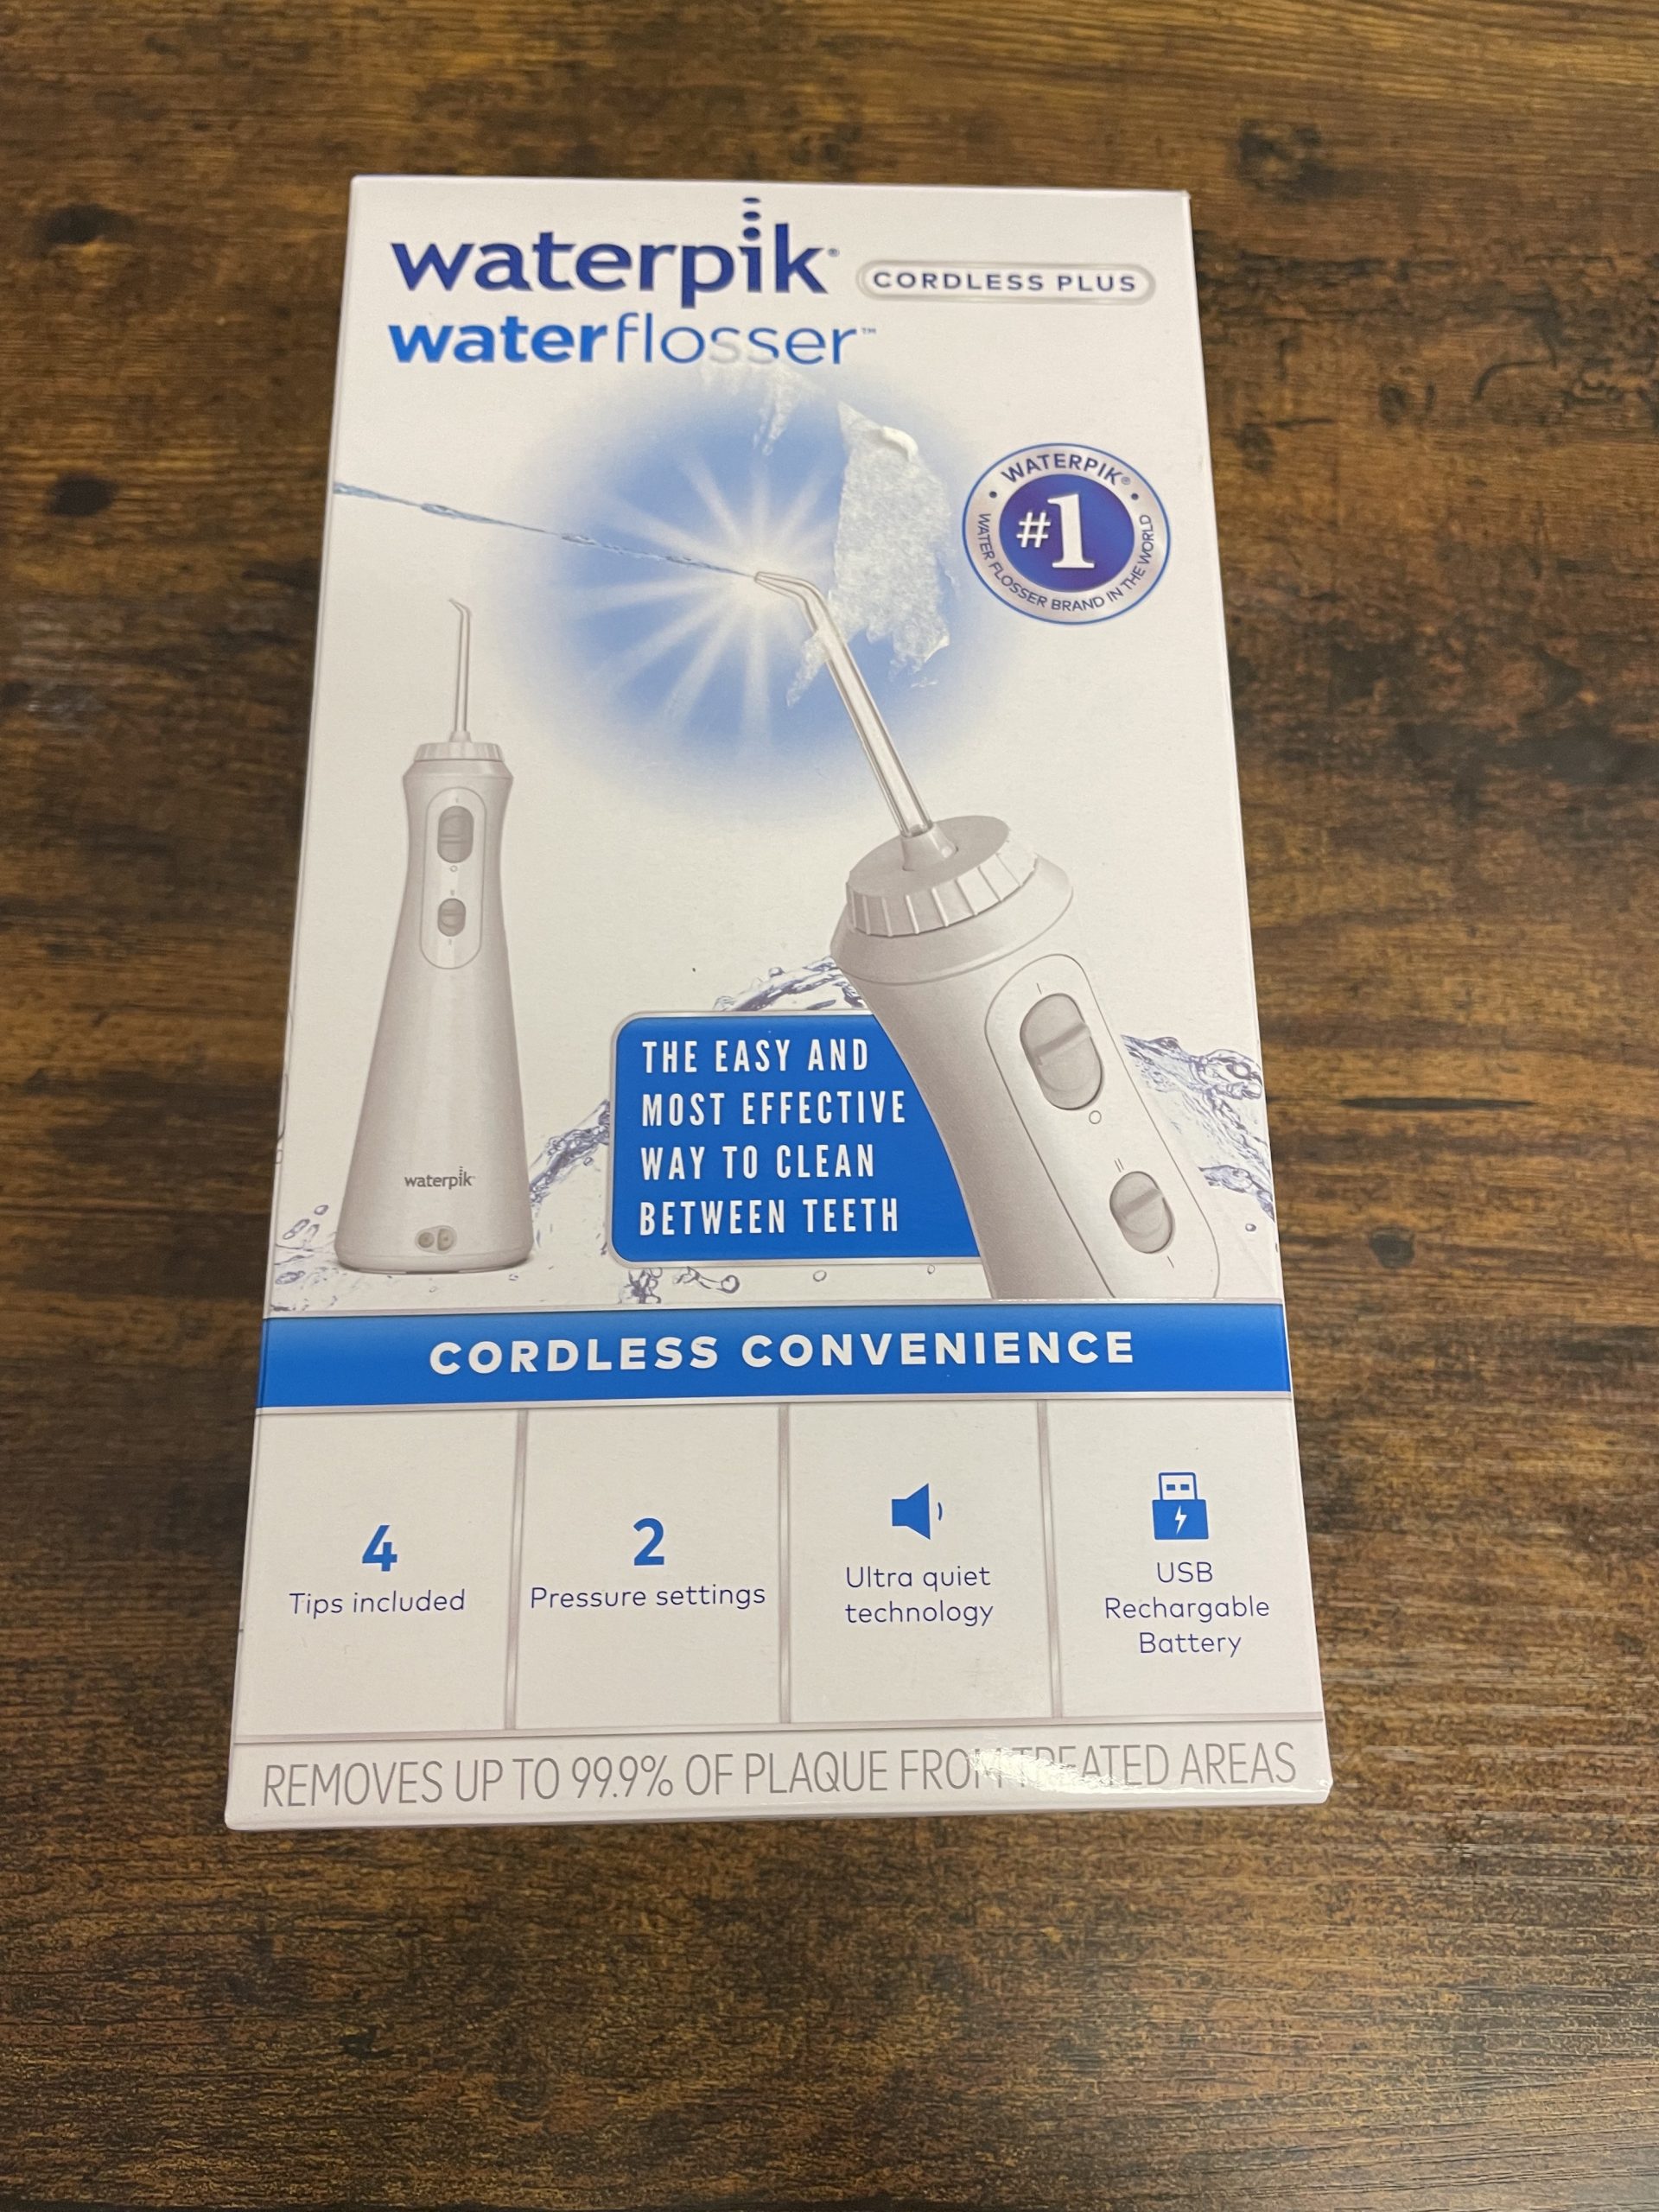 waterpik® CORDLESS PLUS
waterflosser™
• WATERPIK® •
#1
WATER FLOSSER BRAND IN THE WORLD
THE EASY AND
MOST EFFECTIVE
WAY TO CLEAN
BETWEEN TEETH
waterpik
CORDLESS CONVENIENCE
4
Tips included
2
Pressure settings
Ultra quiet
technology
USB
Rechargable
Battery
REMOVES UP TO 99.9% OF PLAQUE FROM TREATED AREAS